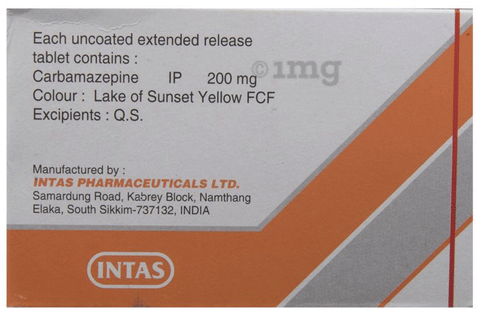 Each uncoated extended release
tablet contains :
Carbamazepine IP 200 mg
Colour : Lake of Sunset Yellow FCF
Excipients : Q.S.
©1mg
Manufactured by :
INTAS PHARMACEUTICALS LTD.
Samardung Road, Kabrey Block, Namthang
Elaka, South Sikkim-737132, INDIA
INTAS